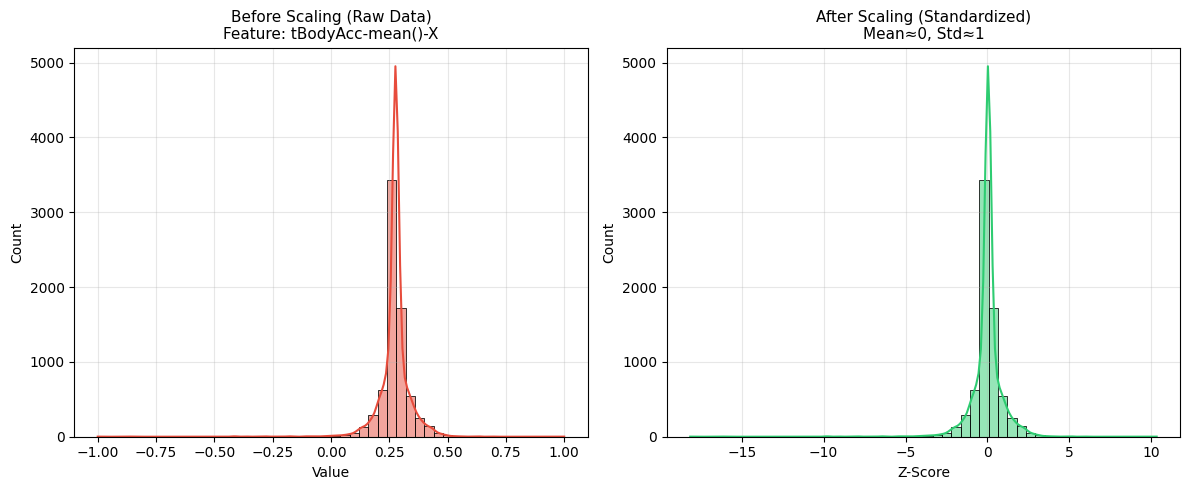 Before Scaling (Raw Data)
Feature: tBodyAcc-mean()-X
5000
4000
3000
2000
1000
0
Count
−1.00 −0.75 −0.50 −0.25 0.00 0.25 0.50 0.75 1.00
Value
After Scaling (Standardized)
Mean≈0, Std≈1
5000
4000
3000
2000
1000
0
Count
−15 −10 −5 0 5 10
Z-Score